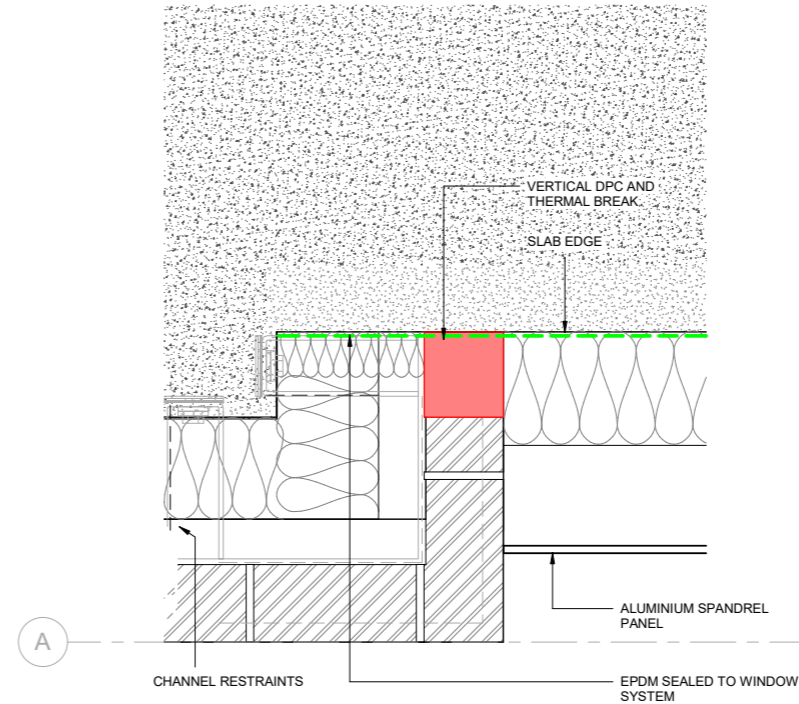 VERTICAL DPC AND
THERMAL BREAK.
SLAB EDGE
ALUMINIUM SPANDREL
PANEL
A
CHANNEL RESTRAINTS
EPDM SEALED TO WINDOW
SYSTEM